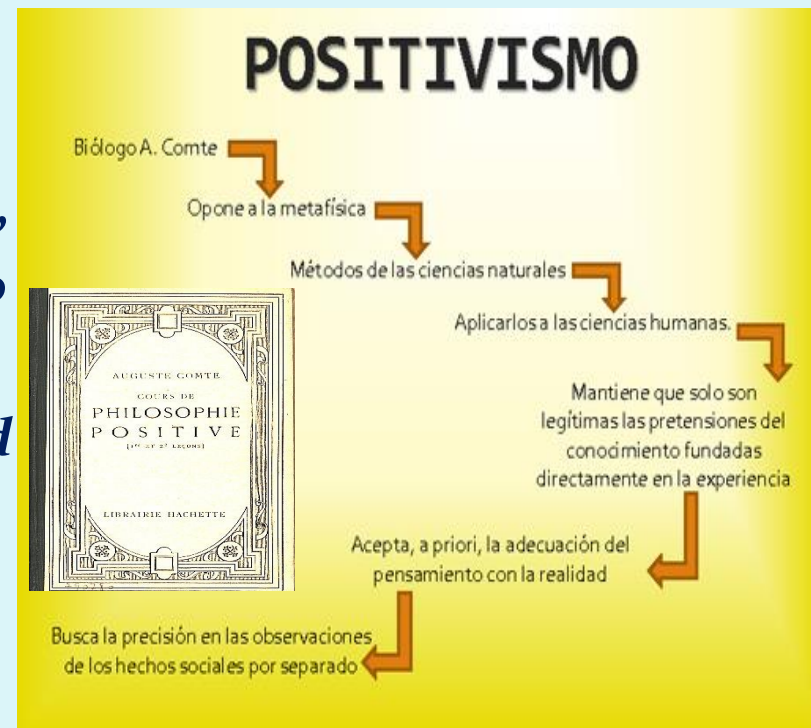 POSITIVISMO
Biólogo A. Comte
Opone a la metafísica
Métodos de las ciencias naturales
Aplicarlos a las ciencias humanas.
Mantiene que solo son
legítimas las pretensiones del
conocimiento fundadas
directamente en la experiencia
Acepta, a priori, la adecuación del
pensamiento con la realidad
Busca la precisión en las observaciones
de los hechos sociales por separado
AUGUSTE COMTE
COURS DE
PHILOSOPHIE
POSITIVE
LIBRAIRIE HACHETTE